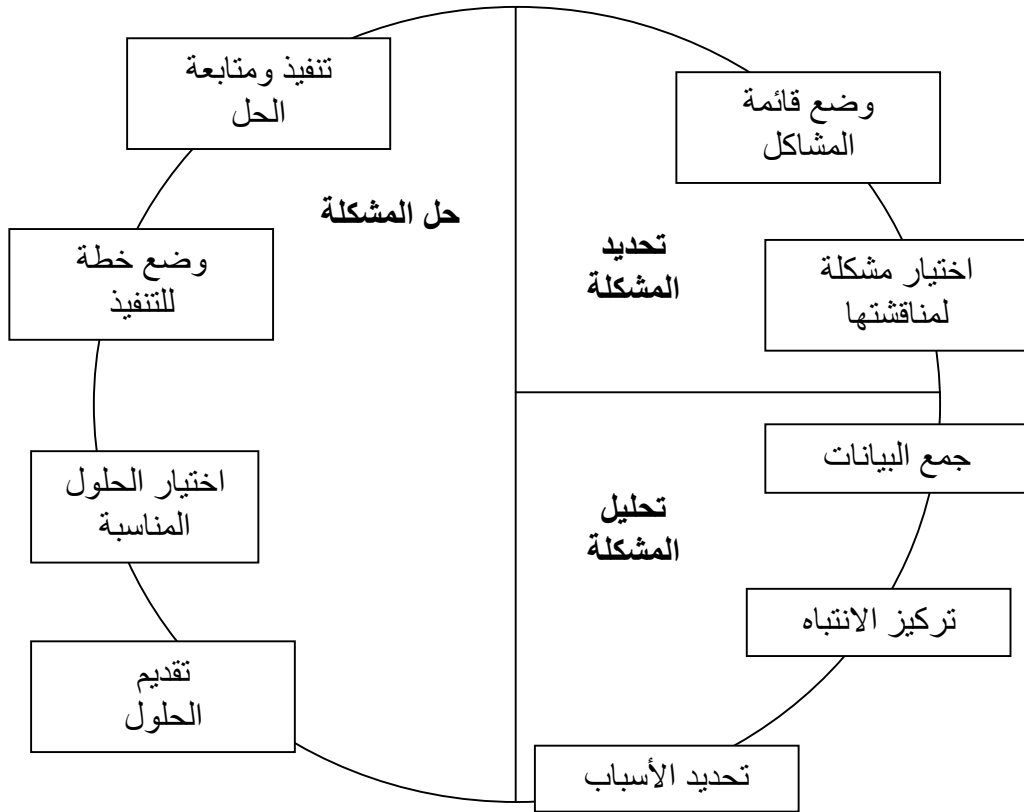 وضع قائمة
المشاكل
اختيار مشكلة
لمناقشتها
تحديد
المشكلة
جمع البيانات
تركيز الانتباه
تحديد الأسباب
تحليل
المشكلة
تقديم
الحلول
اختيار الحلول
المناسبة
وضع خطة
للتنفيذ
تنفيذ ومتابعة
الحل
حل المشكلة